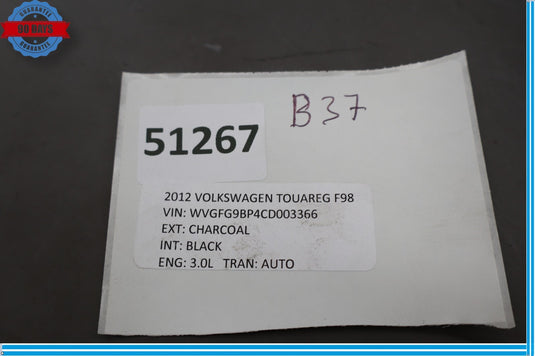 GUARANTEE
90 DAYS
GUARANTEE
B37
51267
2012 VOLKSWAGEN TOUAREG F98
VIN: WVGFG9BP4CD003366
EXT: CHARCOAL
INT: BLACK
ENG: 3.0L TRAN: AUTO